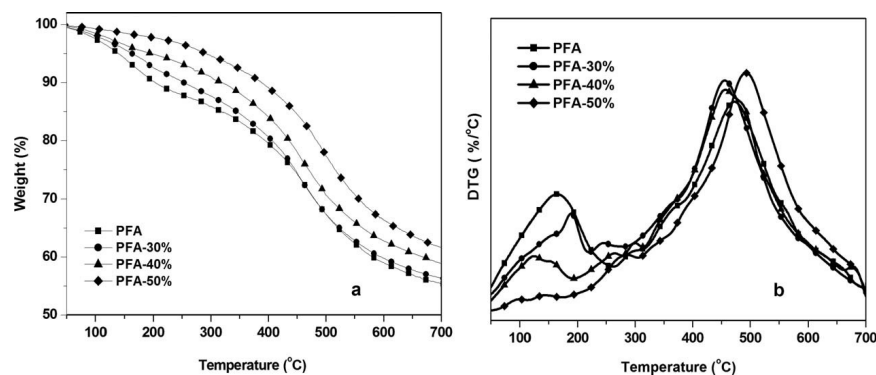 100
90
80
70
60
50
Weight (%)
PFA
PFA-30%
PFA-40%
PFA-50%
a
100 200 300 400 500 600 700
Temperature (°C)
DTG ( %/°C)
PFA
PFA-30%
PFA-40%
PFA-50%
b
100 200 300 400 500 600 700
Temperature (°C)